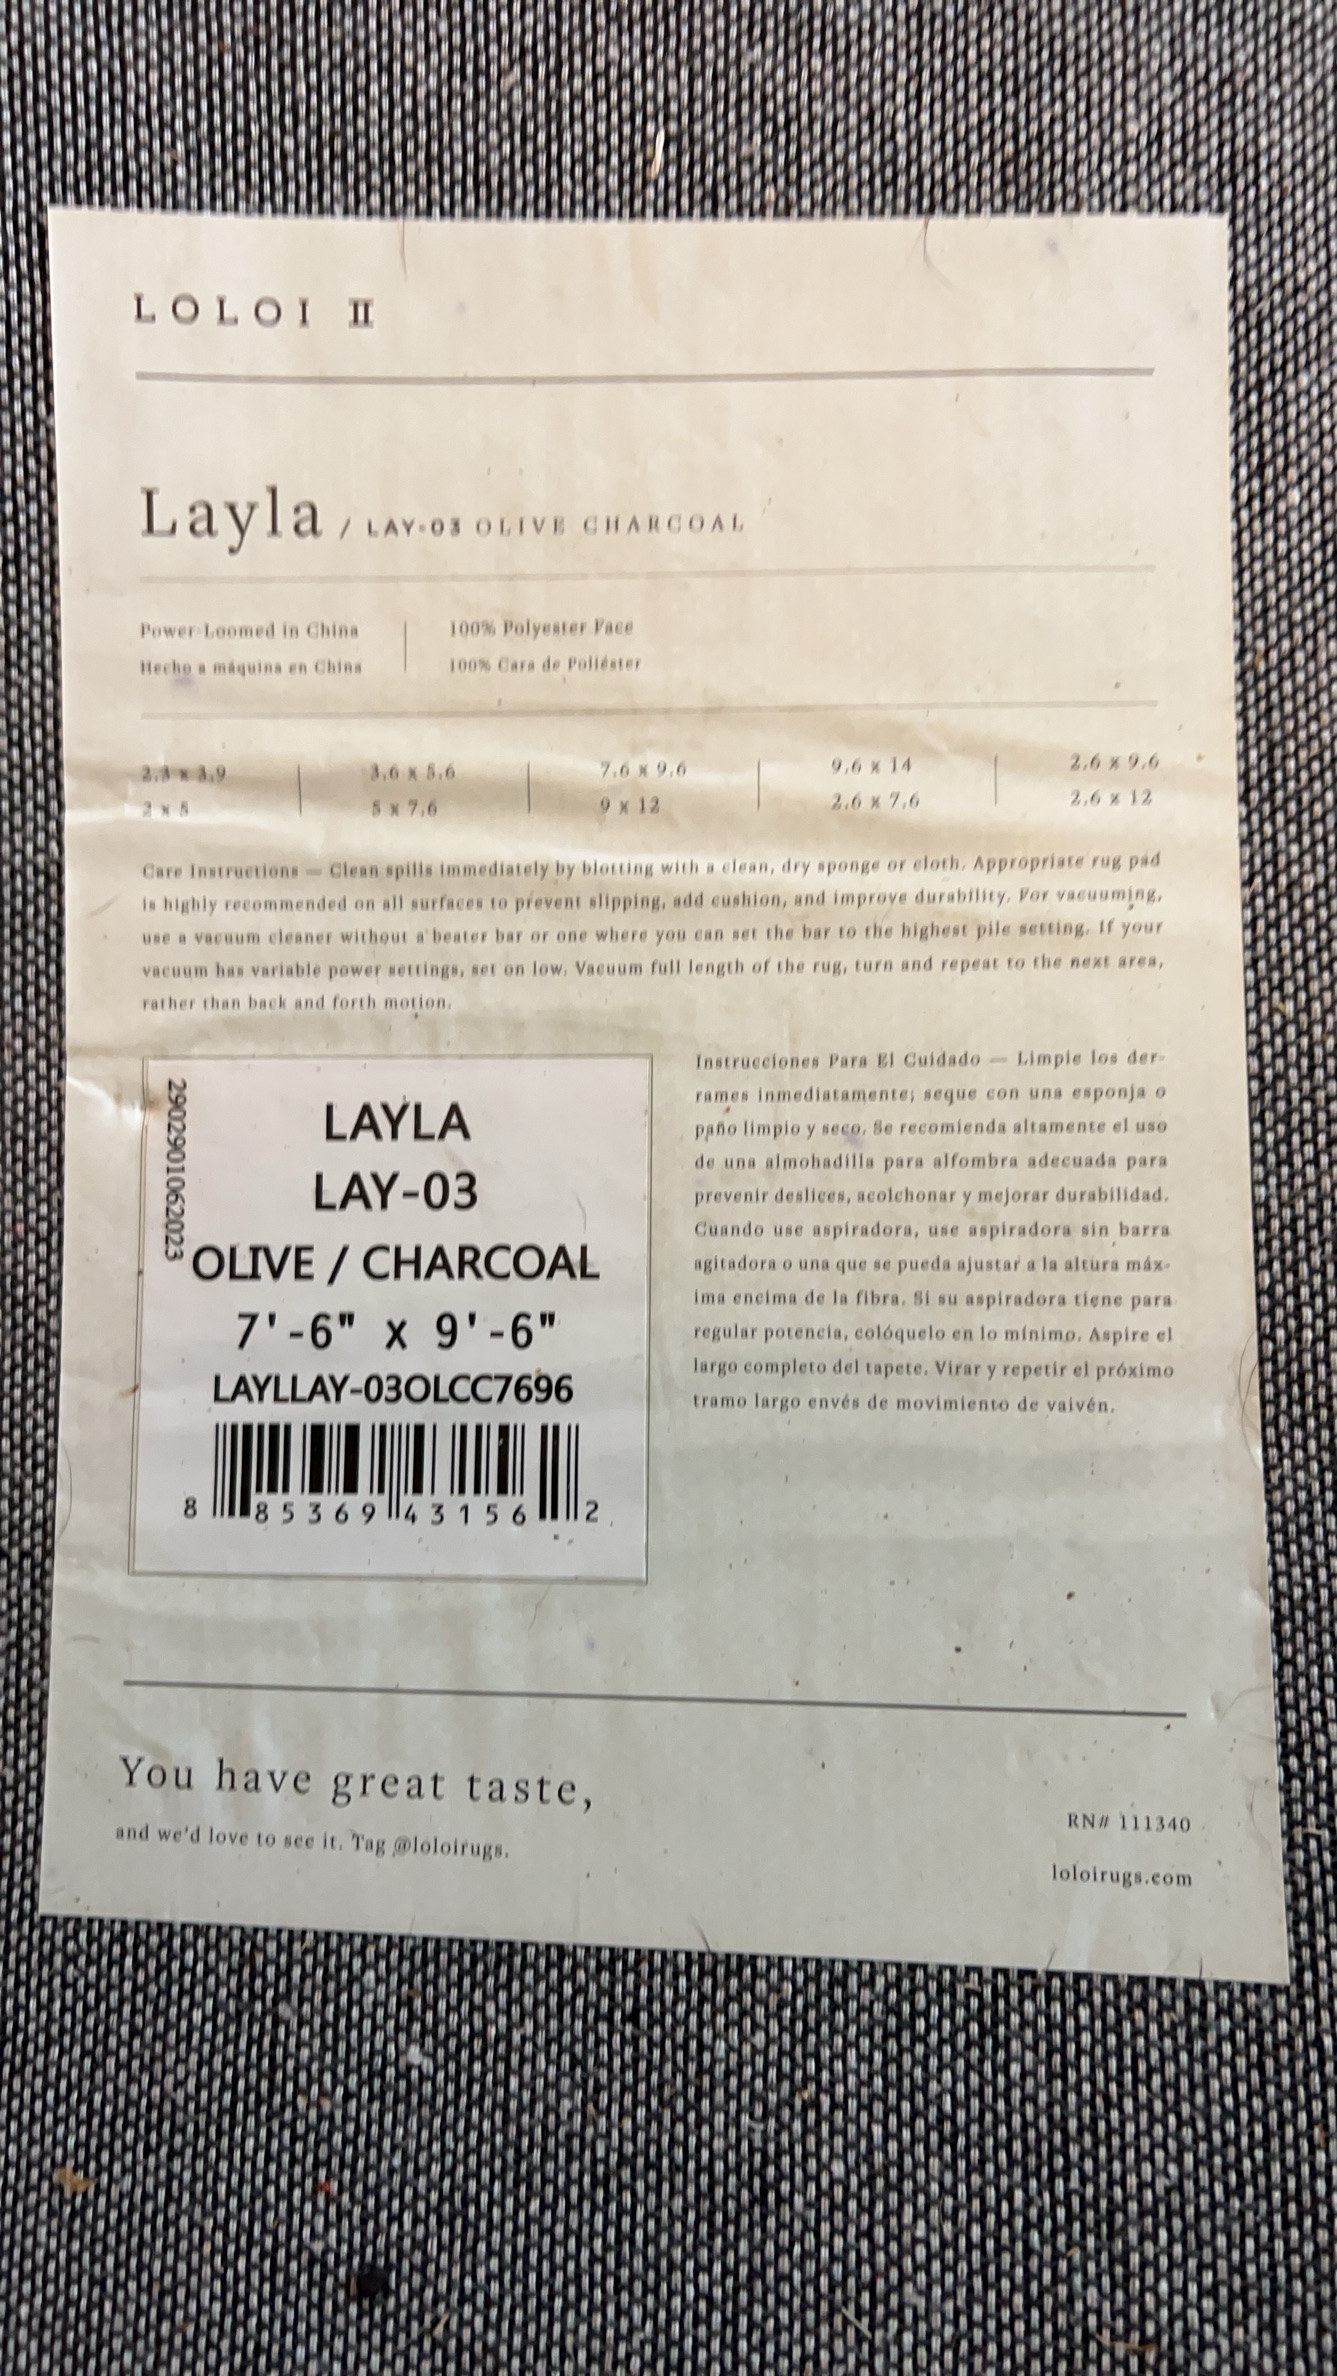 LOLOI II
Layla / LAY-03 OLIVE CHARCOAL
Power-Loomed in China
Hecho a máquina en China
100% Polyester Face
100% Cara de Poliéster
2.3 x 3.9
2 x 5
3.6 x 5.6
5 x 7.6
7.6 x 9.6
9 x 12
9.6 x 14
2.6 x 7.6
2.6 x 9.6
2.6 x 12
Care Instructions — Clean spills immediately by blotting with a clean, dry sponge or cloth. Appropriate rug pad
is highly recommended on all surfaces to prevent slipping, add cushion, and improve durability. For vacuuming,
use a vacuum cleaner without a beater bar or one where you can set the bar to the highest pile setting. If your
vacuum has variable power settings, set on low. Vacuum full length of the rug, turn and repeat to the next area,
rather than back and forth motion.
2902901062023
LAYLA
LAY-03
OLIVE / CHARCOAL
7'-6" x 9'-6"
LAYLLAY-03OLCC7696
8 85369 43156 2
Instrucciones Para El Cuidado — Limpie los der-
rames inmediatamente; seque con una esponja o
paño limpio y seco. Se recomienda altamente el uso
de una almohadilla para alfombra adecuada para
prevenir deslices, acolchonar y mejorar durabilidad.
Cuando use aspiradora, use aspiradora sin barra
agitadora o una que se pueda ajustar a la altura máx-
ima encima de la fibra. Si su aspiradora tiene para
regular potencia, colóquelo en lo mínimo. Aspire el
largo completo del tapete. Virar y repetir el próximo
tramo largo envés de movimiento de vaivén.
You have great taste,
and we'd love to see it. Tag @loloirugs.
RN# 111340
loloirugs.com